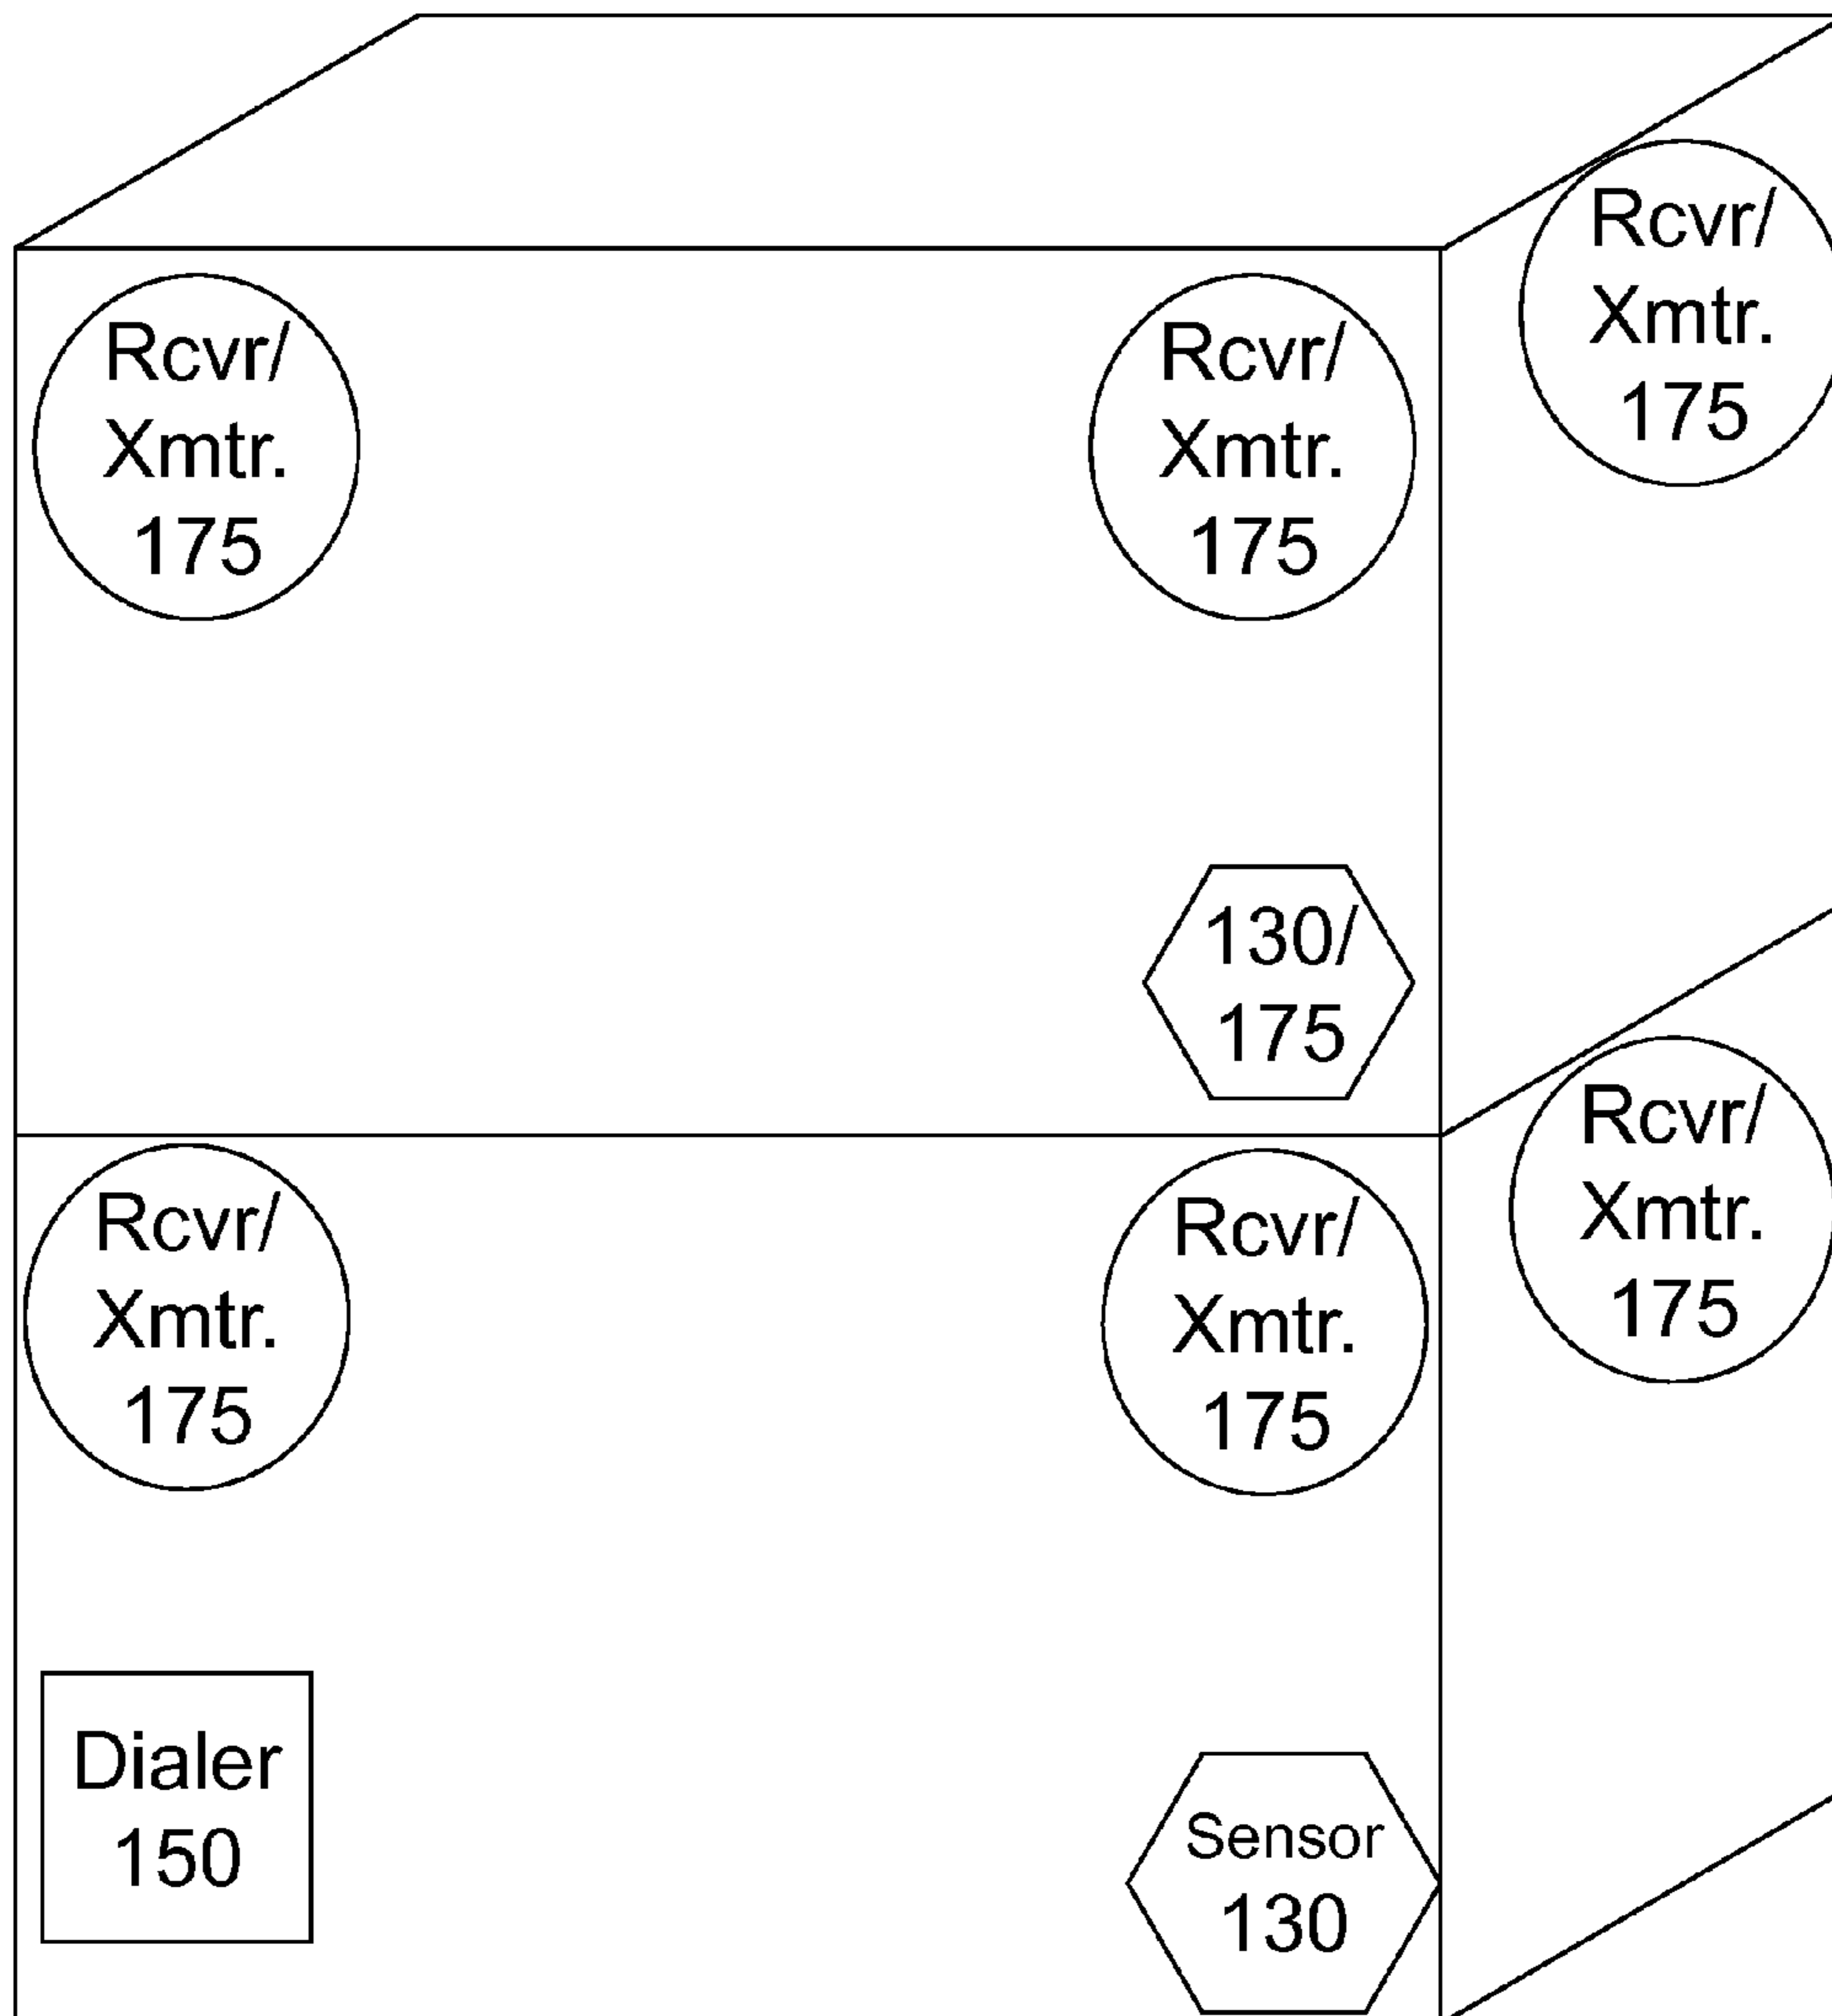 Rcvr/
Xmtr.
175
Rcvr/
Xmtr.
175
Rcvr/
Xmtr.
175
130/
175
Rcvr/
Xmtr.
175
Rcvr/
Xmtr.
175
Rcvr/
Xmtr.
175
Dialer
150
Sensor
130